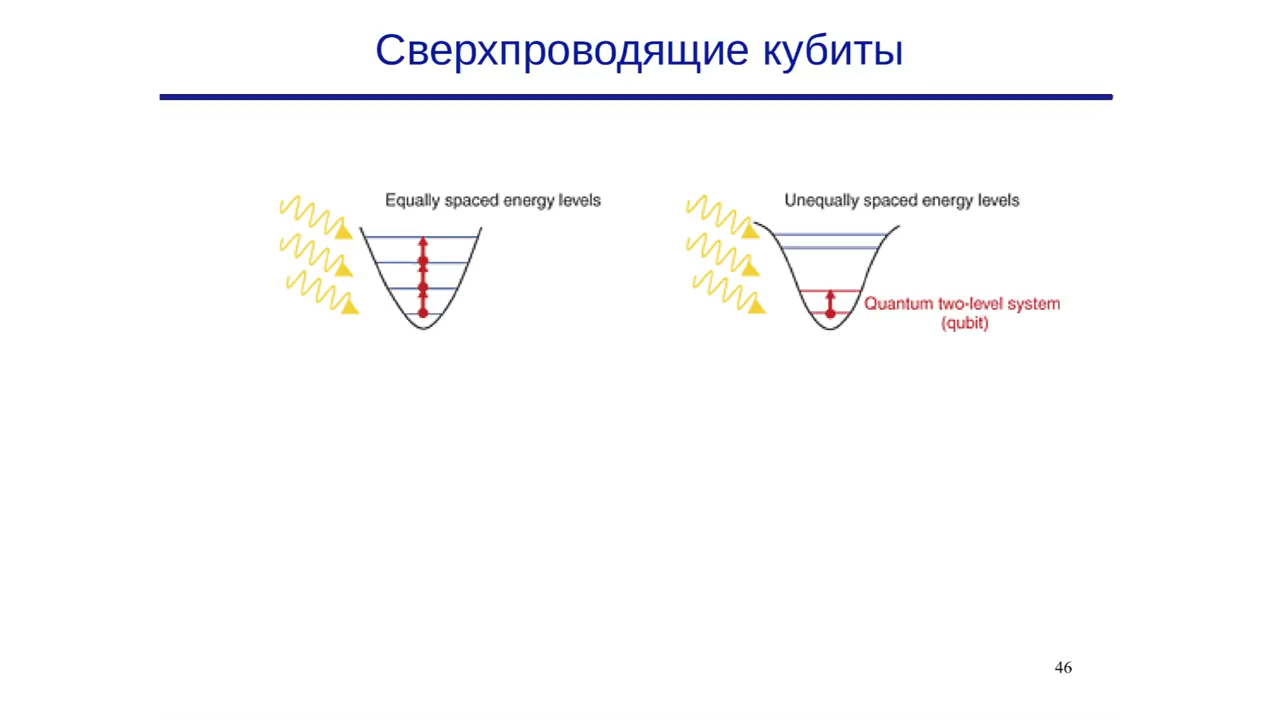 Сверхпроводящие кубиты
Equally spaced energy levels
Unequally spaced energy levels
Quantum two-level system
(qubit)
46